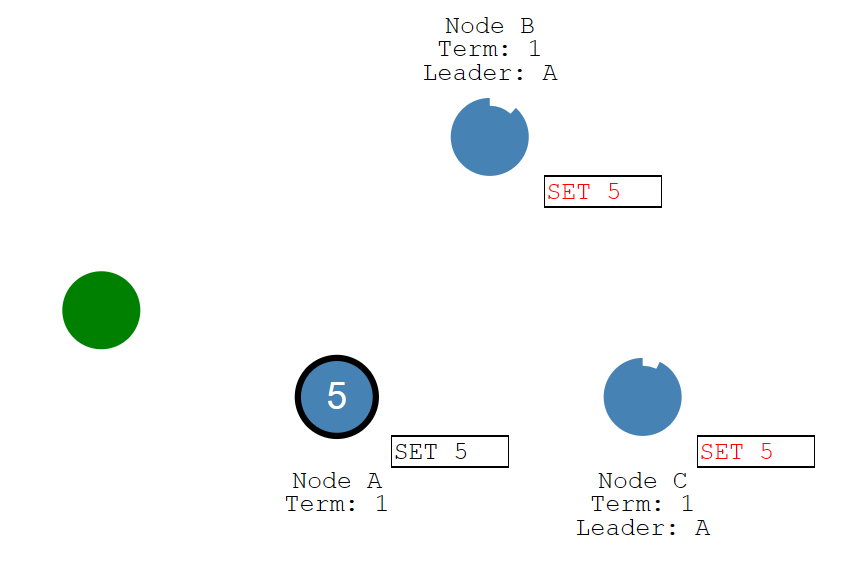 Node B
Term: 1
Leader: A
SET 5
5
SET 5
Node A
Term: 1
SET 5
Node C
Term: 1
Leader: A